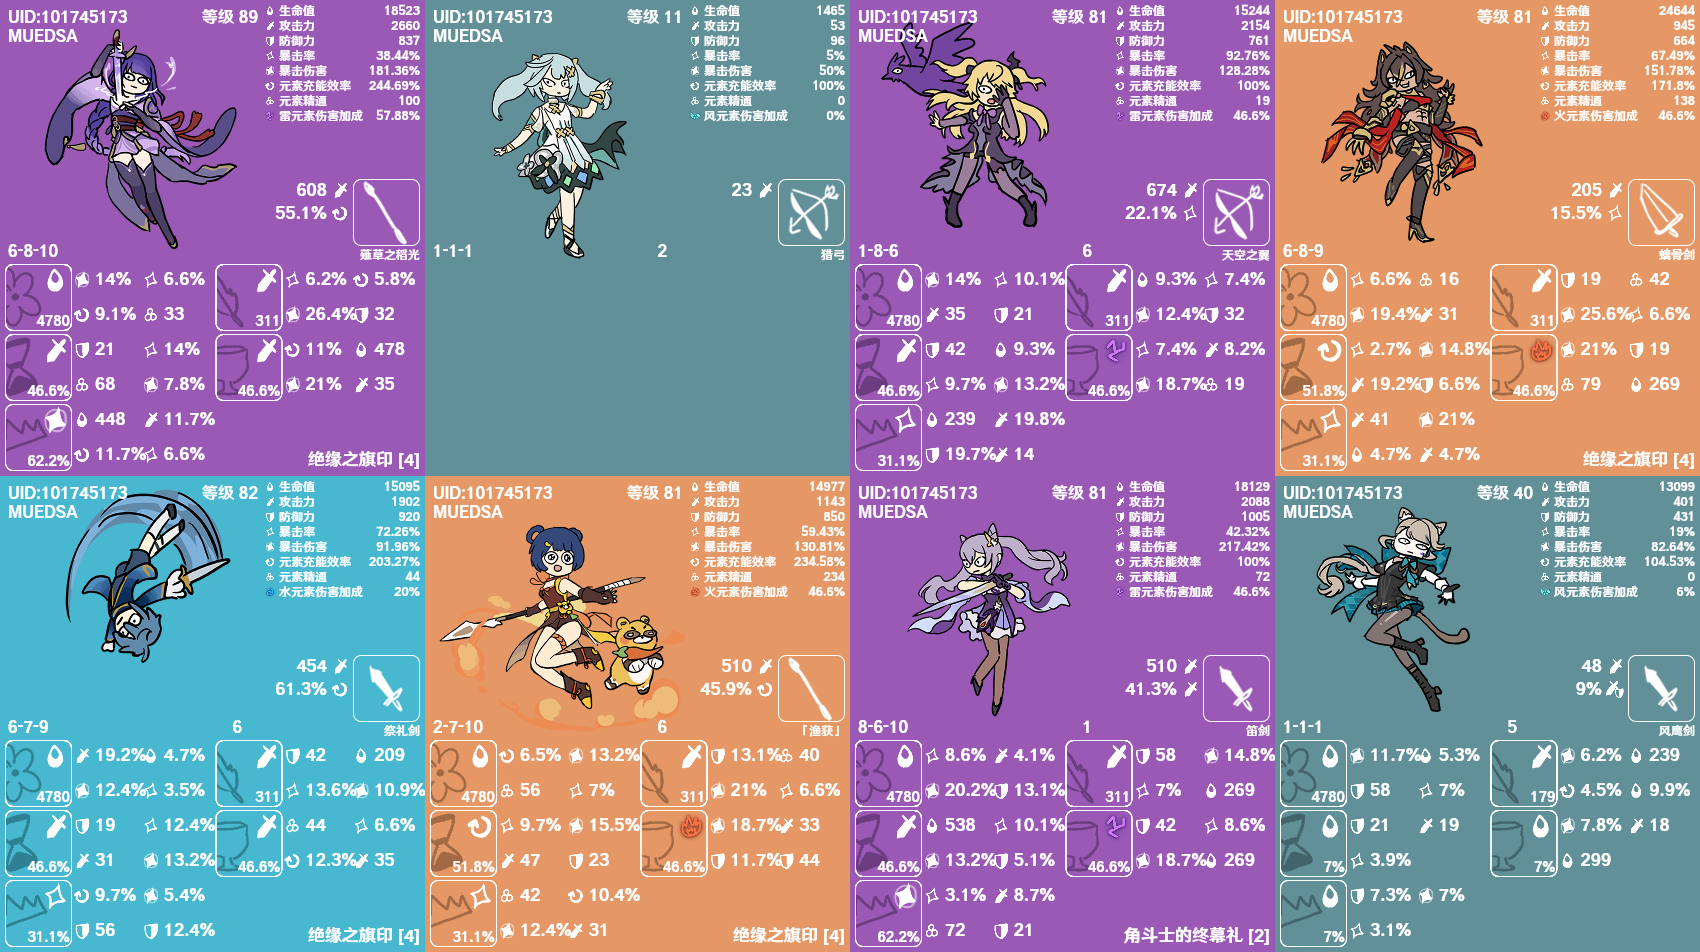 UID:101745173
MUEDSA
等级 89
生命值 18523
攻击力 2660
防御力 837
暴击率 38.44%
暴击伤害 181.36%
元素充能效率 244.69%
元素精通 100
雷元素伤害加成 57.88%
608
55.1%
6-8-10
薙草之稻光
14% 6.6% 6.2% 5.8%
9.1% 33 26.4% 32
4780 311
21 14% 11% 478
68 7.8% 21% 35
46.6% 46.6%
448 11.7%
11.7% 6.6%
62.2%
绝缘之旗印 [4]
UID:101745173
MUEDSA
等级 11
生命值 1465
攻击力 53
防御力 96
暴击率 5%
暴击伤害 50%
元素充能效率 100%
元素精通 0
风元素伤害加成 0%
23
1-1-1 2
猎弓
UID:101745173
MUEDSA
等级 81
生命值 15244
攻击力 2154
防御力 761
暴击率 92.76%
暴击伤害 128.28%
元素充能效率 100%
元素精通 19
雷元素伤害加成 46.6%
674
22.1%
1-8-6 6
天空之翼
14% 10.1% 9.3% 7.4%
35 21 12.4% 32
4780 311
42 9.3% 7.4% 8.2%
9.7% 13.2% 18.7% 19
46.6% 46.6%
239 19.8%
19.7% 14
31.1%
UID:101745173
MUEDSA
等级 81
生命值 24644
攻击力 945
防御力 664
暴击率 67.49%
暴击伤害 151.78%
元素充能效率 171.8%
元素精通 138
火元素伤害加成 46.6%
205
15.5%
6-8-9
螭骨剑
6.6% 16 19 42
19.4% 31 25.6% 6.6%
4780 311
2.7% 14.8% 21% 19
19.2% 6.6% 79 269
51.8% 46.6%
41 21%
4.7% 4.7%
31.1%
绝缘之旗印 [4]
UID:101745173
MUEDSA
等级 82
生命值 15095
攻击力 1902
防御力 920
暴击率 72.26%
暴击伤害 91.96%
元素充能效率 203.27%
元素精通 44
水元素伤害加成 20%
454
61.3%
6-7-9 6
祭礼剑
19.2% 4.7% 42 209
12.4% 3.5% 13.6% 10.9%
4780 311
19 12.4% 44 6.6%
31 13.2% 12.3% 35
46.6% 46.6%
9.7% 5.4%
56 12.4%
31.1%
绝缘之旗印 [4]
UID:101745173
MUEDSA
等级 81
生命值 14977
攻击力 1143
防御力 850
暴击率 59.43%
暴击伤害 130.81%
元素充能效率 234.58%
元素精通 234
火元素伤害加成 46.6%
510
45.9%
2-7-10 6
「渔获」
6.5% 13.2% 13.1% 40
56 7% 21% 6.6%
4780 311
9.7% 15.5% 18.7% 33
47 23 11.7% 44
51.8% 46.6%
42 10.4%
12.4% 31
31.1%
绝缘之旗印 [4]
UID:101745173
MUEDSA
等级 81
生命值 18129
攻击力 2088
防御力 1005
暴击率 42.32%
暴击伤害 217.42%
元素充能效率 100%
元素精通 72
雷元素伤害加成 46.6%
510
41.3%
8-6-10 1
笛剑
8.6% 4.1% 58 14.8%
20.2% 13.1% 7% 269
4780 311
538 10.1% 42 8.6%
13.2% 5.1% 18.7% 269
46.6% 46.6%
3.1% 8.7%
72 21
62.2%
角斗士的终幕礼 [2]
UID:101745173
MUEDSA
等级 40
生命值 13099
攻击力 401
防御力 431
暴击率 19%
暴击伤害 82.64%
元素充能效率 104.53%
元素精通 0
风元素伤害加成 6%
48
9%
1-1-1 5
风鹰剑
11.7% 5.3% 6.2% 239
58 7% 4.5% 9.9%
4780 179
21 19 7.8% 18
3.9% 299
7% 7%
7.3% 7%
3.1%
7%